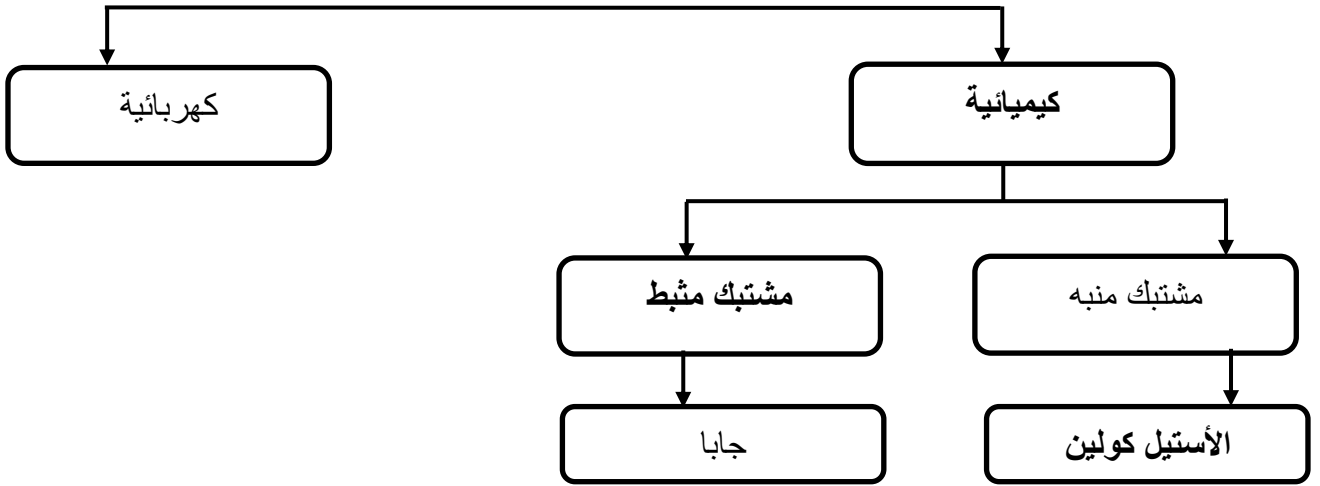 كيميائية
كهربائية
مشتبك منبه
مشتبك مثبط
الأستيل كولين
جابا